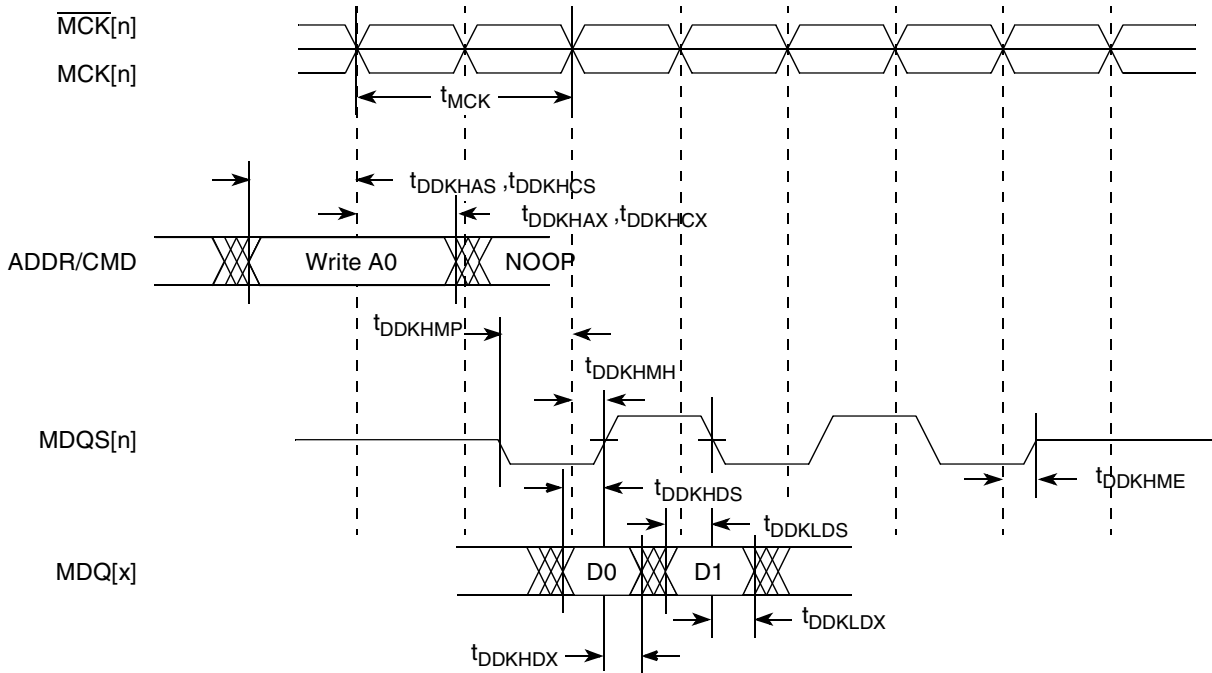 MCK[n]
MCK[n]
tMCK
tDDKHAS ,tDDKHCS
tDDKHAX ,tDDKHCX
ADDR/CMD
Write A0
NOOP
tDDKHMP
tDDKHMH
MDQS[n]
tDDKHME
tDDKHDS
tDDKLDS
MDQ[x]
D0
D1
tDDKLDX
tDDKHDX